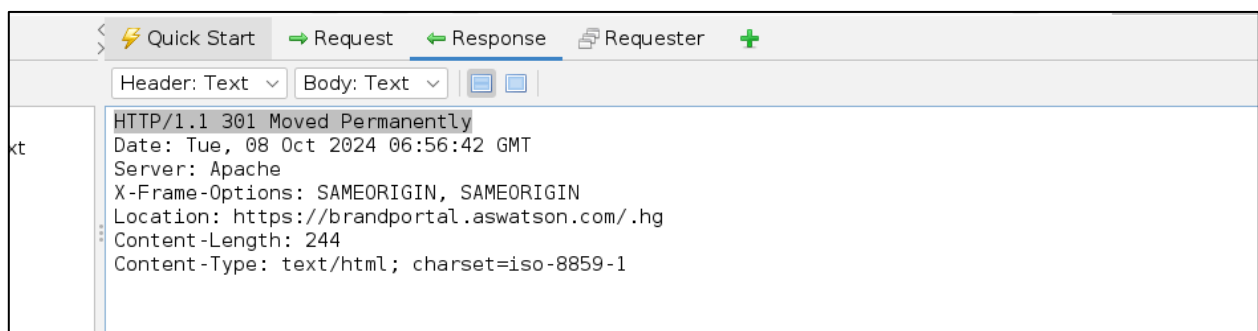 Quick Start Request Response Requester
Header: Text Body: Text
HTTP/1.1 301 Moved Permanently
xt
Date: Tue, 08 Oct 2024 06:56:42 GMT
Server: Apache
X-Frame-Options: SAMEORIGIN, SAMEORIGIN
Location: https://brandportal.aswatson.com/.hg
Content-Length: 244
Content-Type: text/html; charset=iso-8859-1